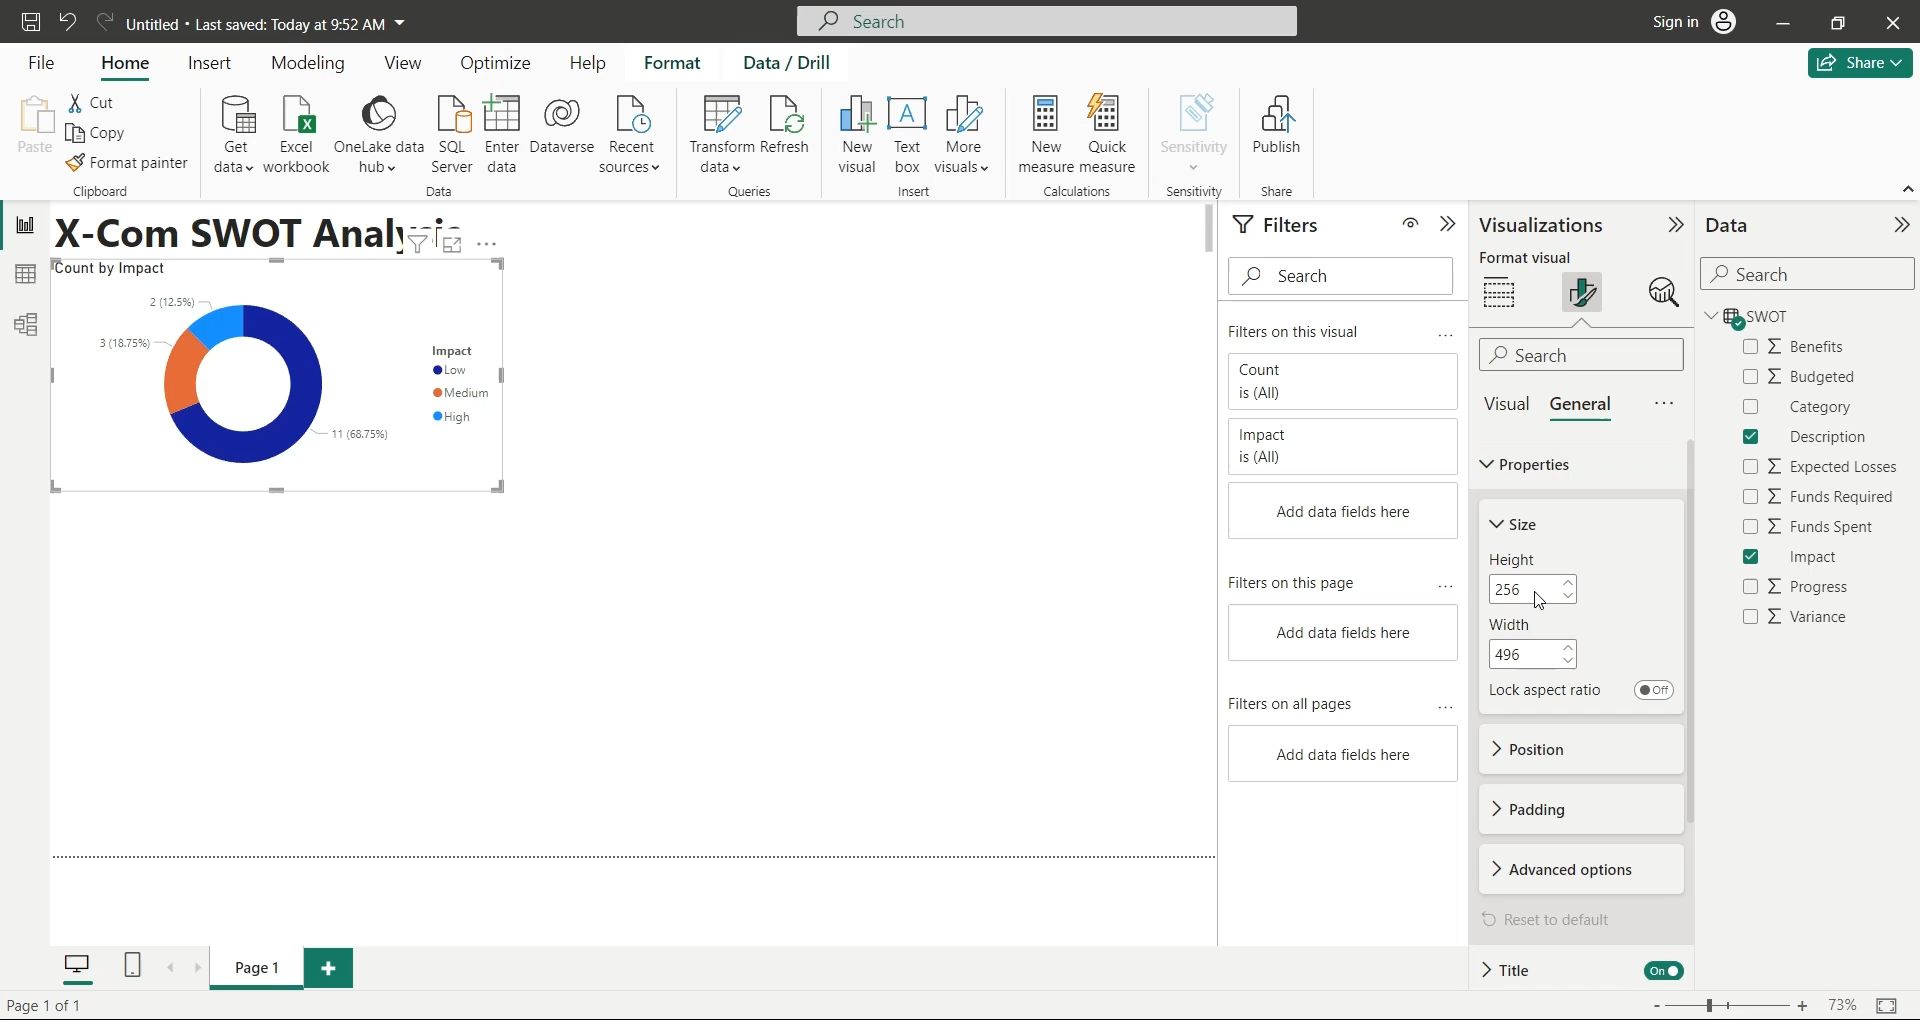 Untitled • Last saved: Today at 9:52 AM
Search
Sign in
File
Home
Insert
Modeling
View
Optimize
Help
Format
Data / Drill
Share
Paste
Cut
Copy
Format painter
Clipboard
Get
data
Excel
workbook
OneLake data
hub
SQL
Server
Enter
data
Dataverse
Recent
sources
Data
Transform
data
Refresh
Queries
New
visual
Text
box
More
visuals
Insert
New
measure
Quick
measure
Calculations
Sensitivity
Sensitivity
Publish
Share
X-Com SWOT Analysis
Count by Impact
2 (12.5%)
3 (18.75%)
11 (68.75%)
Impact
Low
Medium
High
Filters
Search
Filters on this visual
Count
is (All)
Impact
is (All)
Add data fields here
Filters on this page
Add data fields here
Filters on all pages
Add data fields here
Visualizations
Format visual
Search
Visual
General
Properties
Size
Height
256
Width
496
Lock aspect ratio
Off
Position
Padding
Advanced options
Reset to default
Title
On
Data
Search
SWOT
Benefits
Budgeted
Category
Description
Expected Losses
Funds Required
Funds Spent
Impact
Progress
Variance
Page 1
Page 1 of 1
73%